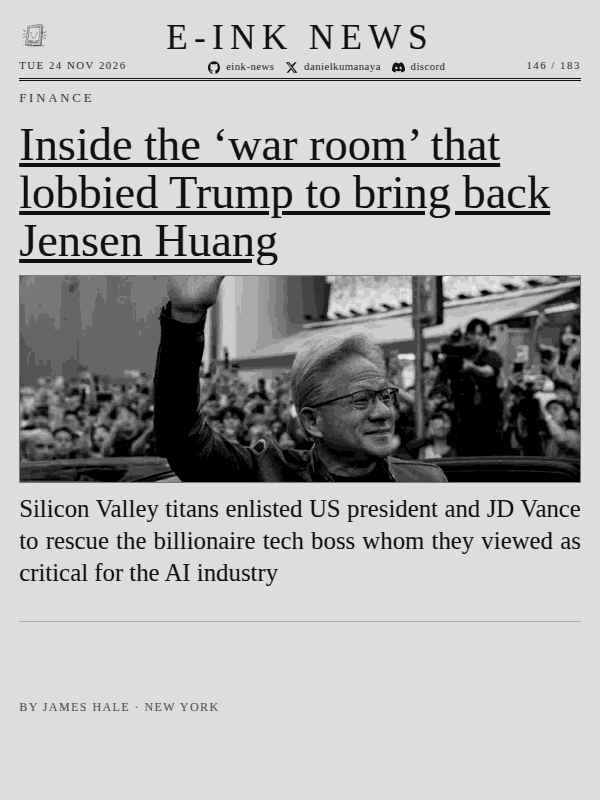 E-INK NEWS
TUE 24 NOV 2026
eink-news
danielkumanaya
discord
146 / 183
FINANCE
Inside the ‘war room’ that
lobbied Trump to bring back
Jensen Huang
Silicon Valley titans enlisted US president and JD Vance
to rescue the billionaire tech boss whom they viewed as
critical for the AI industry
BY JAMES HALE · NEW YORK